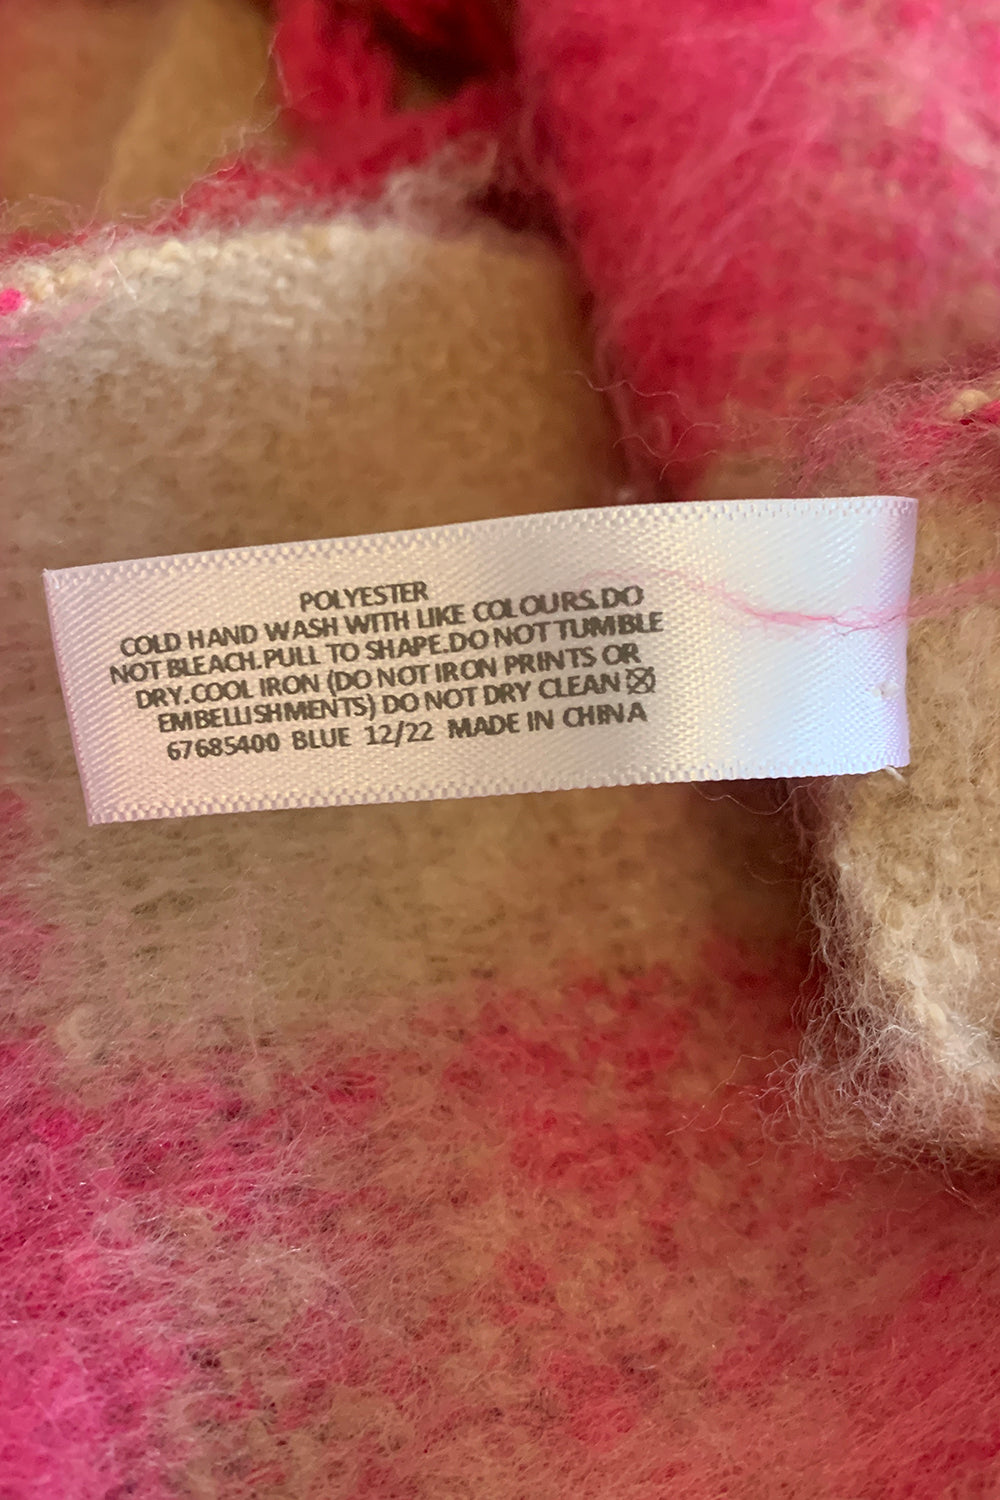 POLYESTER
COLD HAND WASH WITH LIKE COLOURS.DO
NOT BLEACH.PULL TO SHAPE.DO NOT TUMBLE
DRY.COOL IRON (DO NOT IRON PRINTS OR
EMBELLISHMENTS) DO NOT DRY CLEAN
67685400 BLUE 12/22 MADE IN CHINA